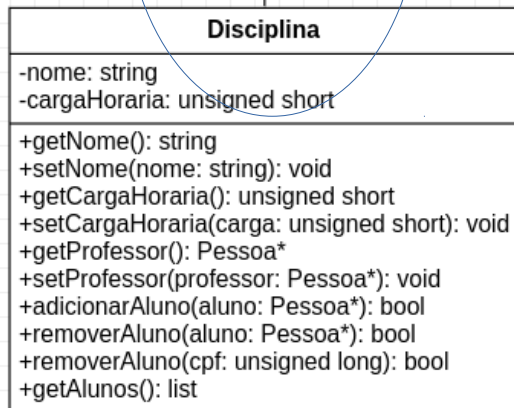 Disciplina
-nome: string
-cargaHoraria: unsigned short
+getNome(): string
+setNome(nome: string): void
+getCargaHoraria(): unsigned short
+setCargaHoraria(carga: unsigned short): void
+getProfessor(): Pessoa*
+setProfessor(professor: Pessoa*): void
+adicionarAluno(aluno: Pessoa*): bool
+removerAluno(aluno: Pessoa*): bool
+removerAluno(cpf: unsigned long): bool
+getAlunos(): list